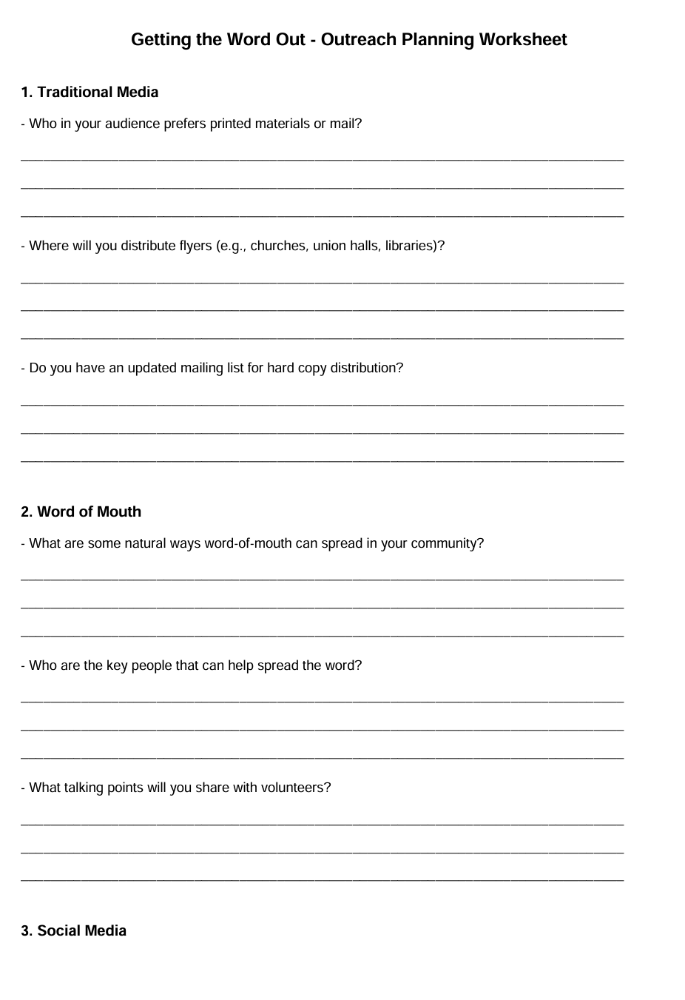 Getting the Word Out - Outreach Planning Worksheet
1. Traditional Media
- Who in your audience prefers printed materials or mail?
- Where will you distribute flyers (e.g., churches, union halls, libraries)?
- Do you have an updated mailing list for hard copy distribution?
2. Word of Mouth
- What are some natural ways word-of-mouth can spread in your community?
- Who are the key people that can help spread the word?
- What talking points will you share with volunteers?
3. Social Media